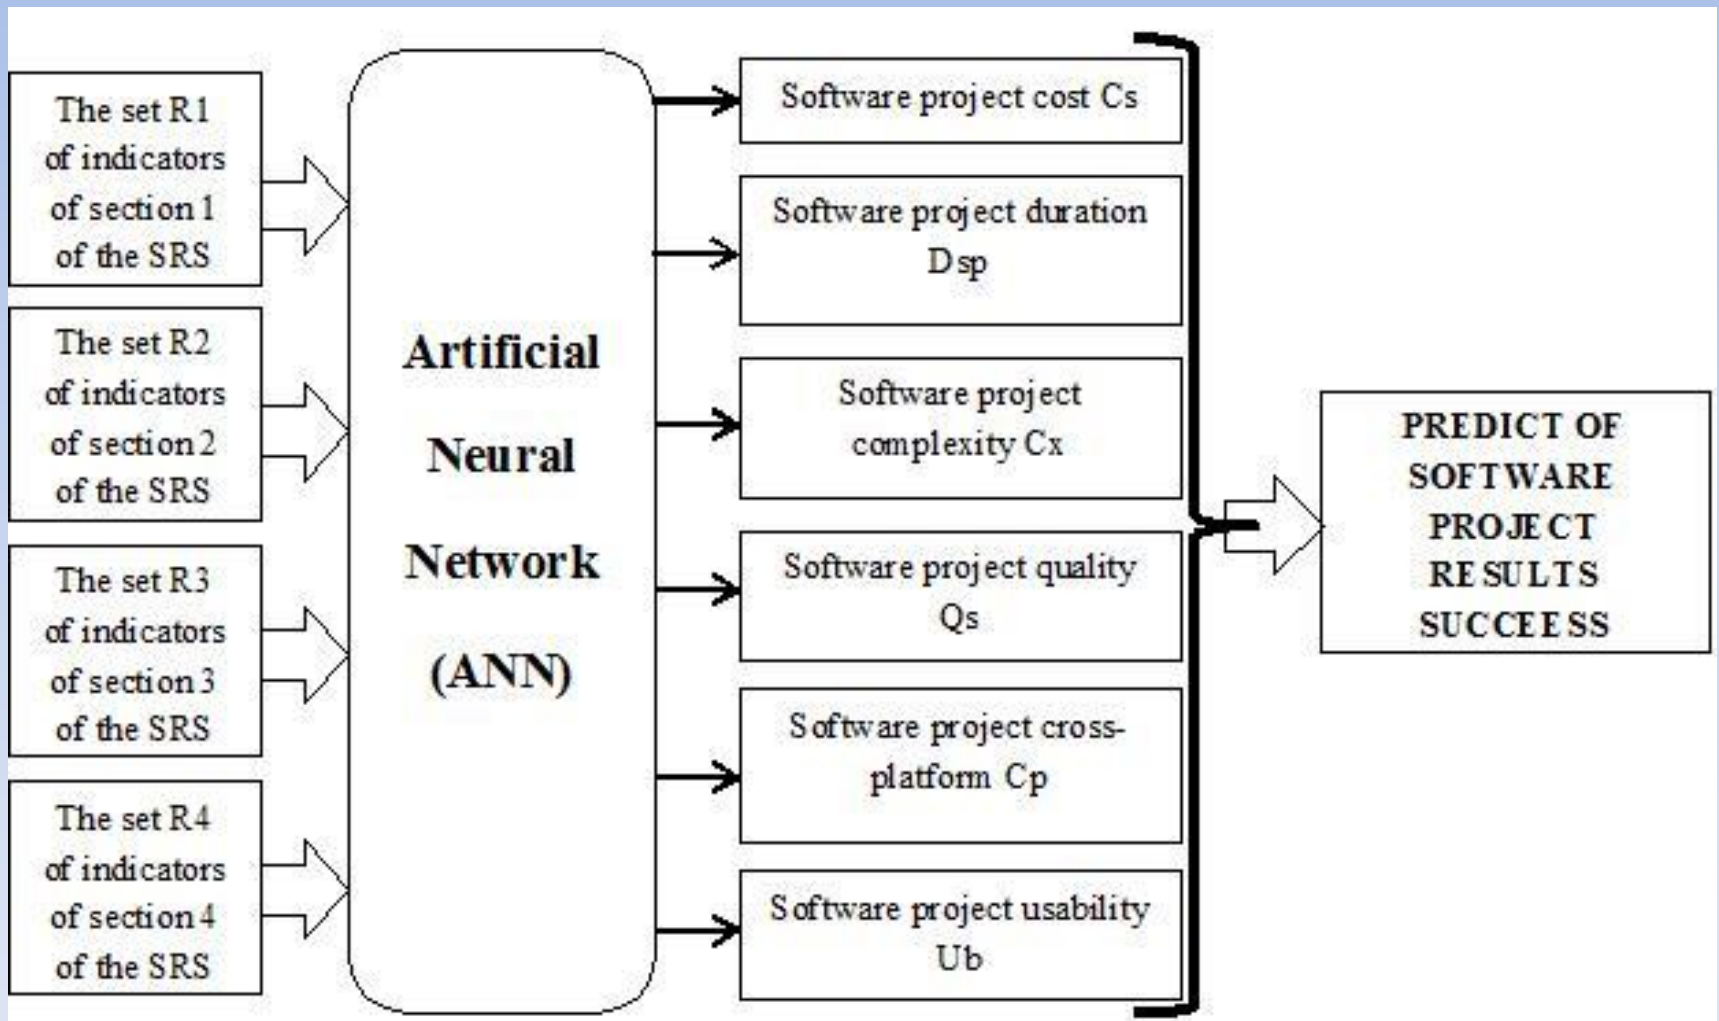 The set R1
of indicators
of section 1
of the SRS
The set R2
of indicators
of section 2
of the SRS
The set R3
of indicators
of section 3
of the SRS
The set R4
of indicators
of section 4
of the SRS
Artificial
Neural
Network
(ANN)
Software project cost Cs
Software project duration
Dsp
Software project
complexity Cx
Software project quality
Qs
Software project cross-
platform Cp
Software project usability
Ub
PREDICT OF
SOFTWARE
PROJECT
RESULTS
SUCCEESS